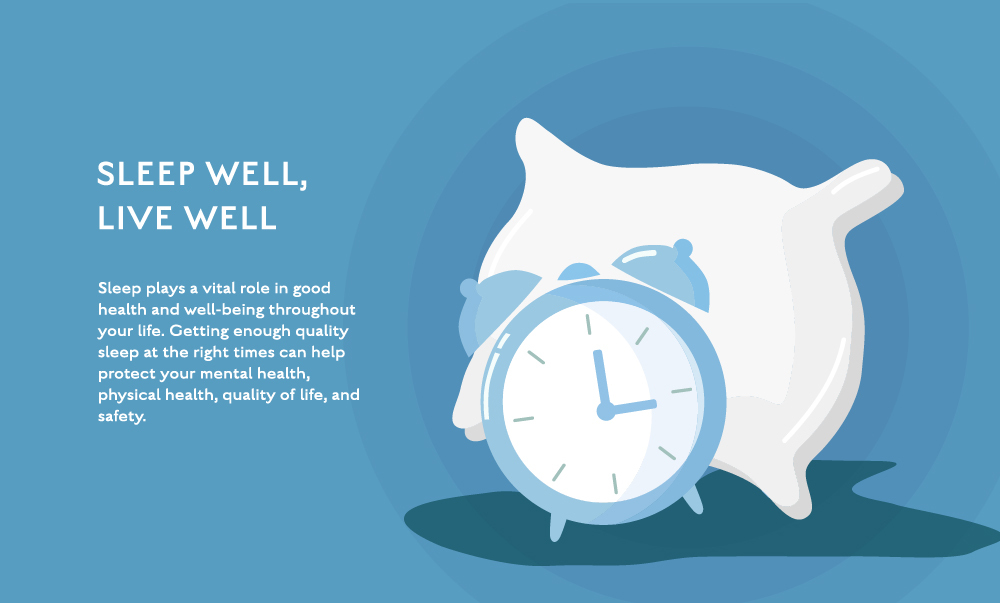 SLEEP WELL,
LIVE WELL
Sleep plays a vital role in good
health and well-being throughout
your life. Getting enough quality
sleep at the right times can help
protect your mental health,
physical health, quality of life, and
safety.